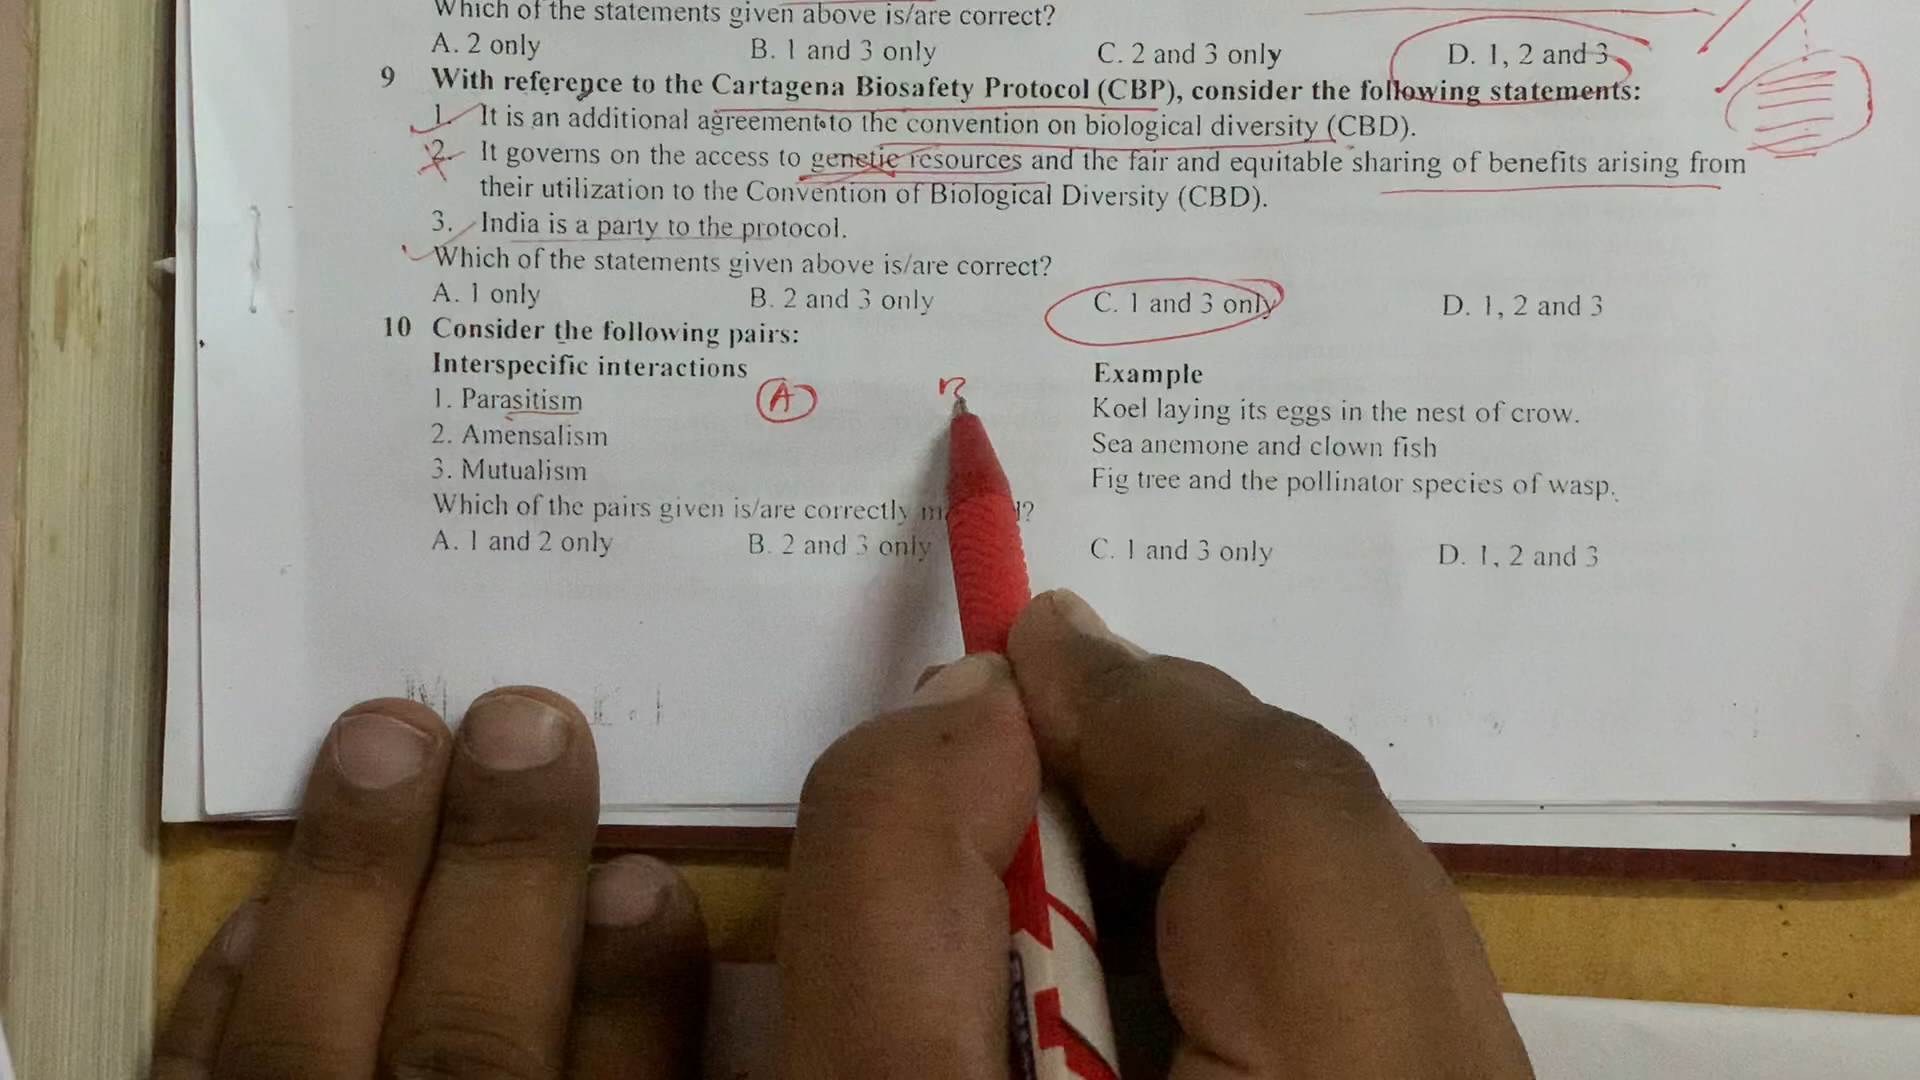 Which of the statements given above is/are correct?
A. 2 only B. 1 and 3 only C. 2 and 3 only D. 1, 2 and 3
9 With reference to the Cartagena Biosafety Protocol (CBP), consider the following statements:
1. It is an additional agreement to the convention on biological diversity (CBD).
2. It governs on the access to genetic resources and the fair and equitable sharing of benefits arising from
their utilization to the Convention of Biological Diversity (CBD).
3. India is a party to the protocol.
Which of the statements given above is/are correct?
A. 1 only B. 2 and 3 only C. 1 and 3 only D. 1, 2 and 3
10 Consider the following pairs:
Interspecific interactions Example
1. Parasitism A Koel laying its eggs in the nest of crow.
2. Amensalism Sea anemone and clown fish
3. Mutualism Fig tree and the pollinator species of wasp.
Which of the pairs given is/are correctly
A. 1 and 2 only B. 2 and 3 only C. 1 and 3 only D. 1, 2 and 3